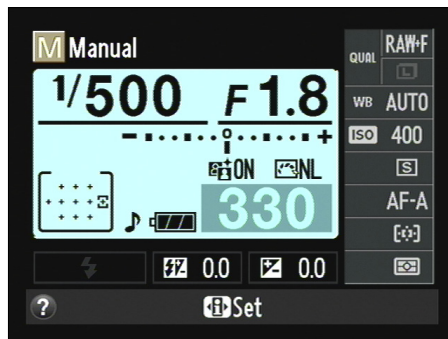 M Manual
QUAL RAW+F
L
1/500 F1.8
WB AUTO
- +
ISO 400
ON NL
S
330
AF-A
0.0 0.0
? i Set